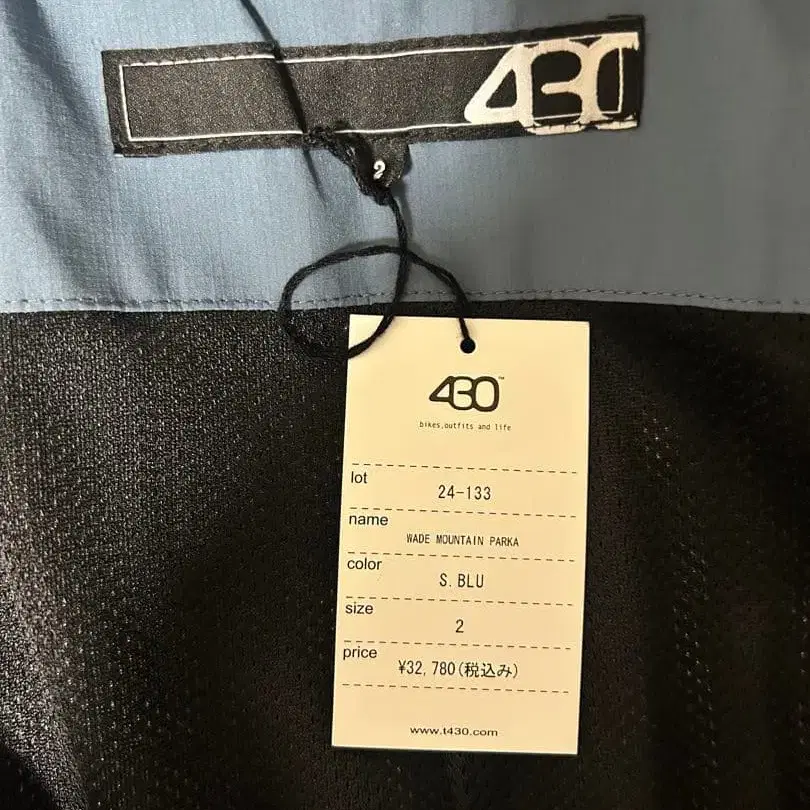 430
2
430™
bikes,outfits and life
lot
24-133
name
WADE MOUNTAIN PARKA
color
S.BLU
size
2
price
¥32,780(税込み)
www.t430.com